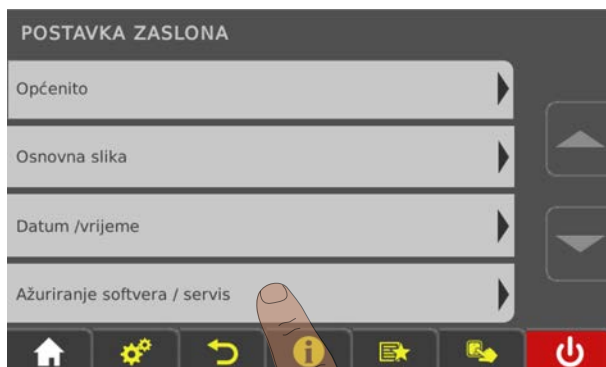 POSTAVKA ZASLONA
Općenito
Osnovna slika
Datum /vrijeme
Ažuriranje softvera / servis